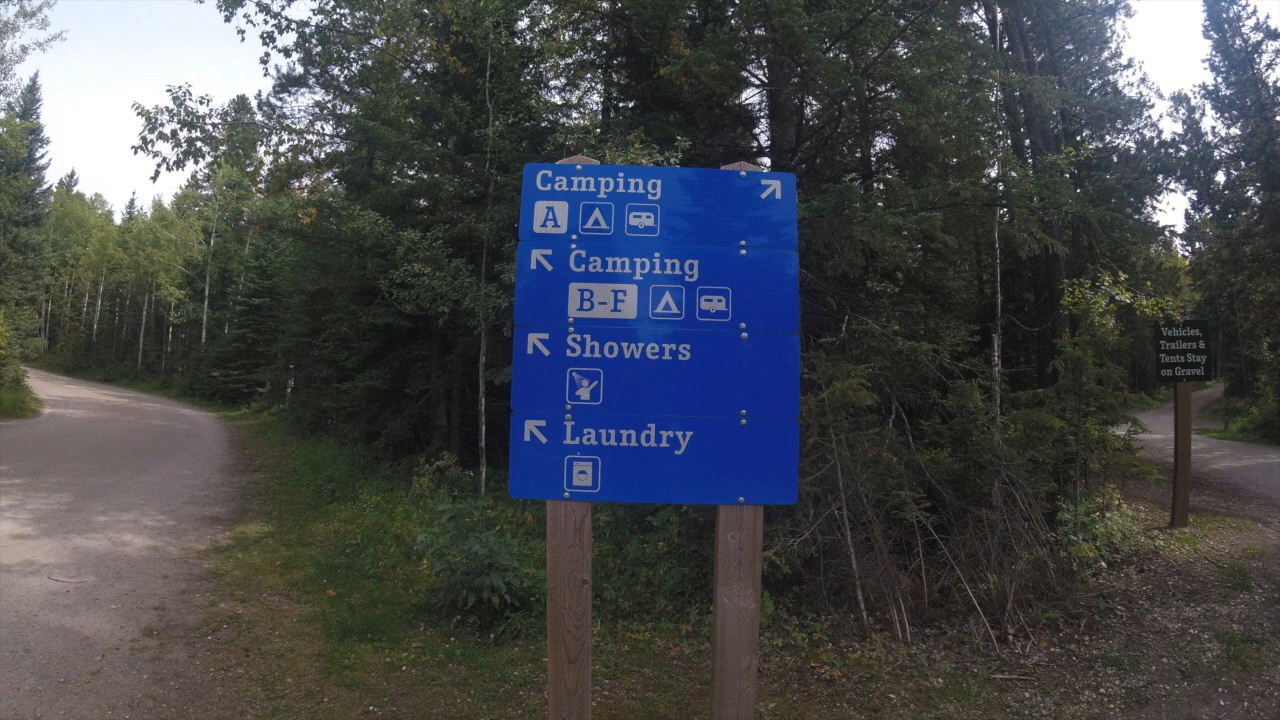 Camping
A
Camping
B-F
Showers
Laundry
Vehicles,
Trailers &
Tents Stay
on Gravel